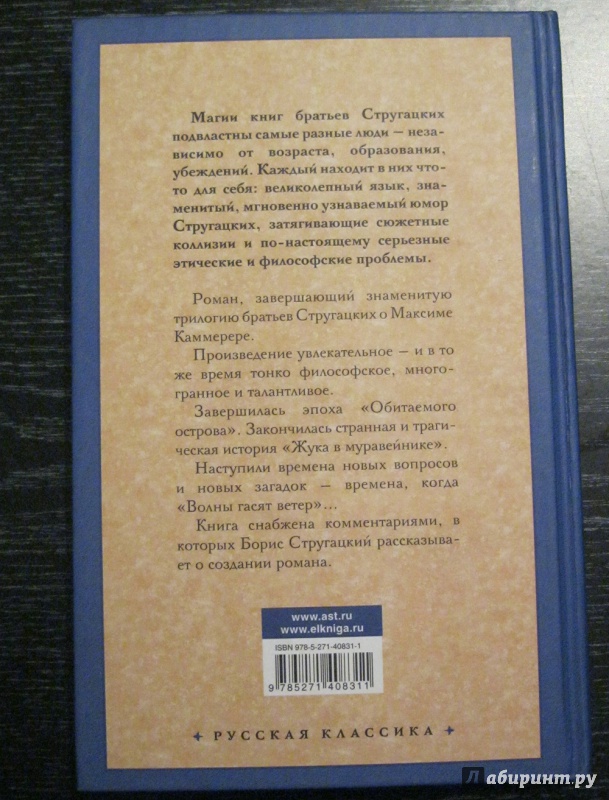 Магии книг братьев Стругацких
подвластны самые разные люди – неза-
висимо от возраста, образования,
убеждений. Каждый находит в них что-
то для себя: великолепный язык, зна-
менитый, мгновенно узнаваемый юмор
Стругацких, затягивающие сюжетные
коллизии и по-настоящему серьезные
этические и философские проблемы.
Роман, завершающий знаменитую
трилогию братьев Стругацких о Максиме
Каммерере.
Произведение увлекательное – и в то
же время тонко философское, много-
гранное и талантливое.
Завершилась эпоха «Обитаемого
острова». Закончилась странная и траги-
ческая история «Жука в муравейнике».
Наступили времена новых вопросов
и новых загадок – времена, когда
«Волны гасят ветер»...
Книга снабжена комментариями, в
которых Борис Стругацкий рассказыва-
ет о создании романа.
www.ast.ru
www.elkniga.ru
ISBN 978-5-271-40831-1
9 785271 408311
РУССКАЯ КЛАССИКА
Лабиринт.ру